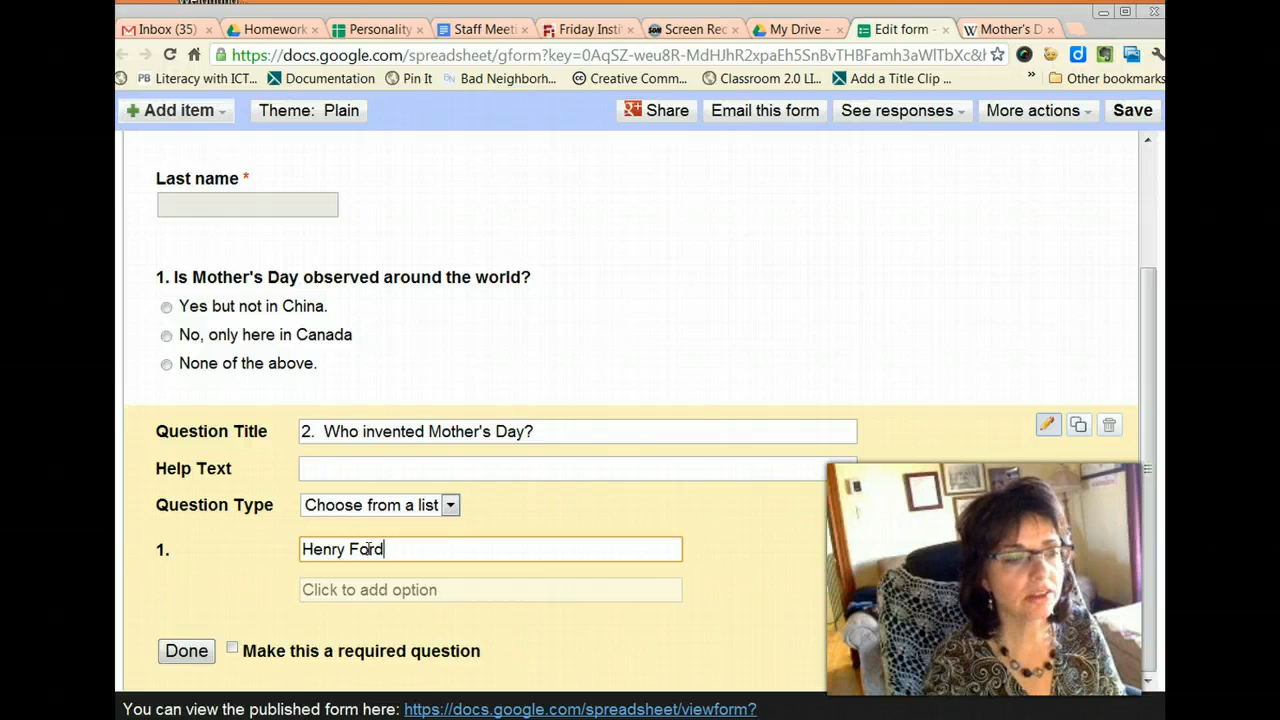 Inbox (35)
Homework
Personality
Staff Meeti
Friday Insti
Screen Rec
My Drive -
Edit form -
Mother's D
https://docs.google.com/spreadsheet/gform?key=0AqSZ-weu8R-MdHJhR2xpaEh5SnBvTHBFamh3aWlTbXc&
PB Literacy with ICT...
Documentation
Pin It
Bad Neighborh...
Creative Comm...
Classroom 2.0 LI...
Add a Title Clip ...
»
Other bookmarks
Add item
Theme: Plain
Share
Email this form
See responses
More actions
Save
Last name *
1. Is Mother's Day observed around the world?
Yes but not in China.
No, only here in Canada
None of the above.
Question Title
2. Who invented Mother's Day?
Help Text
Question Type
Choose from a list
1.
Henry Ford
Click to add option
Done
Make this a required question
You can view the published form here: https://docs.google.com/spreadsheet/viewform?